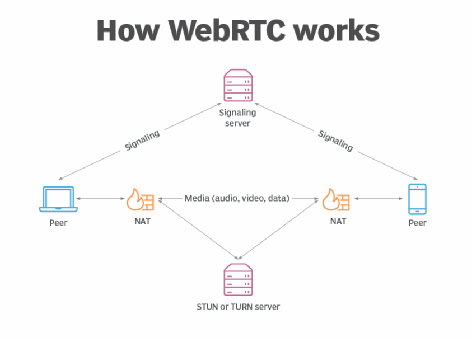 How WebRTC works
Signaling
server
Signaling
Signaling
Peer
NAT
Media (audio, video, data)
NAT
Peer
STUN or TURN server